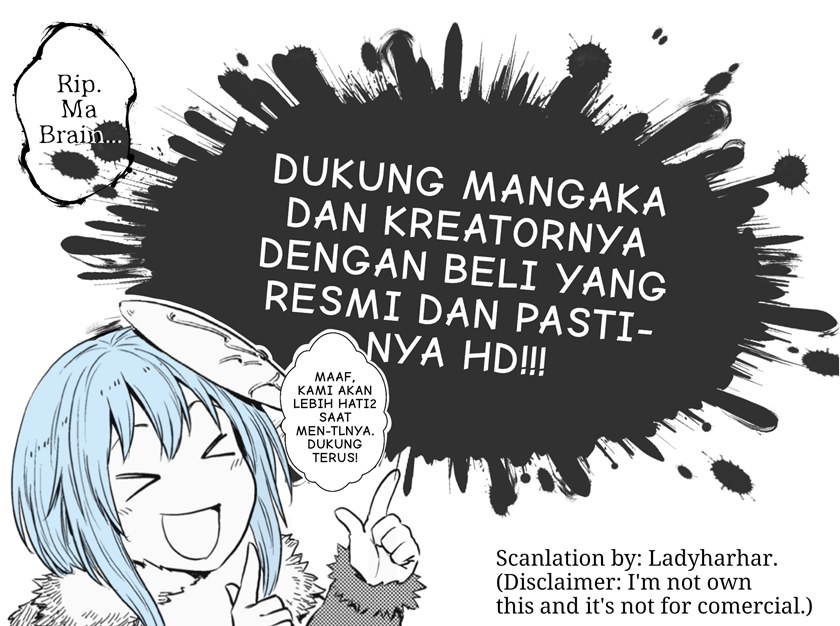 Rip.
Ma
Brain...
DUKUNG MANGAKA
DAN KREATORNYA
DENGAN BELI YANG
RESMI DAN PASTI-
NYA HD!!!
MAAF,
KAMI AKAN
LEBIH HATI2
SAAT
MEN-TLNYA.
DUKUNG
TERUS!
Scanlation by: Ladyharhar.
(Disclaimer: I'm not own
this and it's not for comercial.)